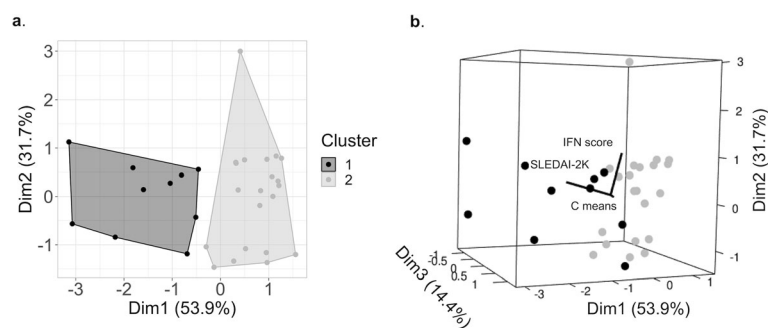 a.
b.
3
2
1
0
-1
Dim2 (31.7%)
-3
-2
-1
0
1
Dim1 (53.9%)
Cluster
1
2
IFN score
SLEDAI-2K
C means
3
2
1
0
-1
Dim2 (31.7%)
-1
-0.5
0
0.5
1
Dim3 (14.4%)
-3
-2
-1
0
1
Dim1 (53.9%)